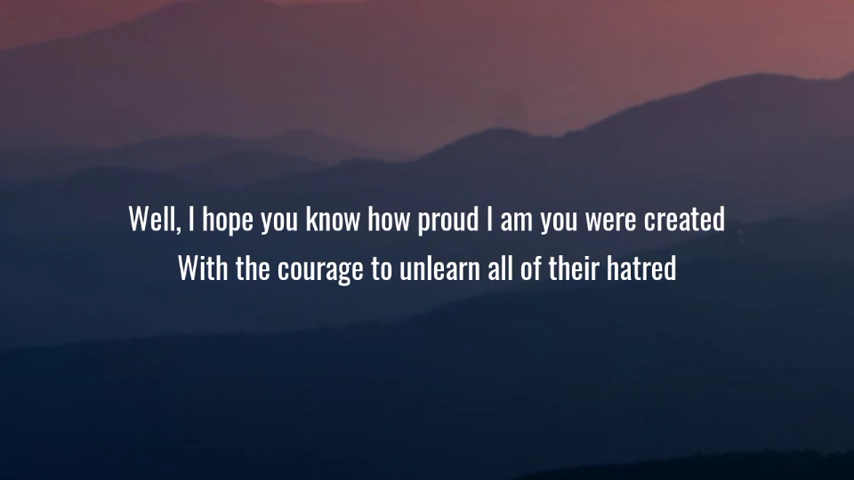 Well, I hope you know how proud I am you were created
With the courage to unlearn all of their hatred